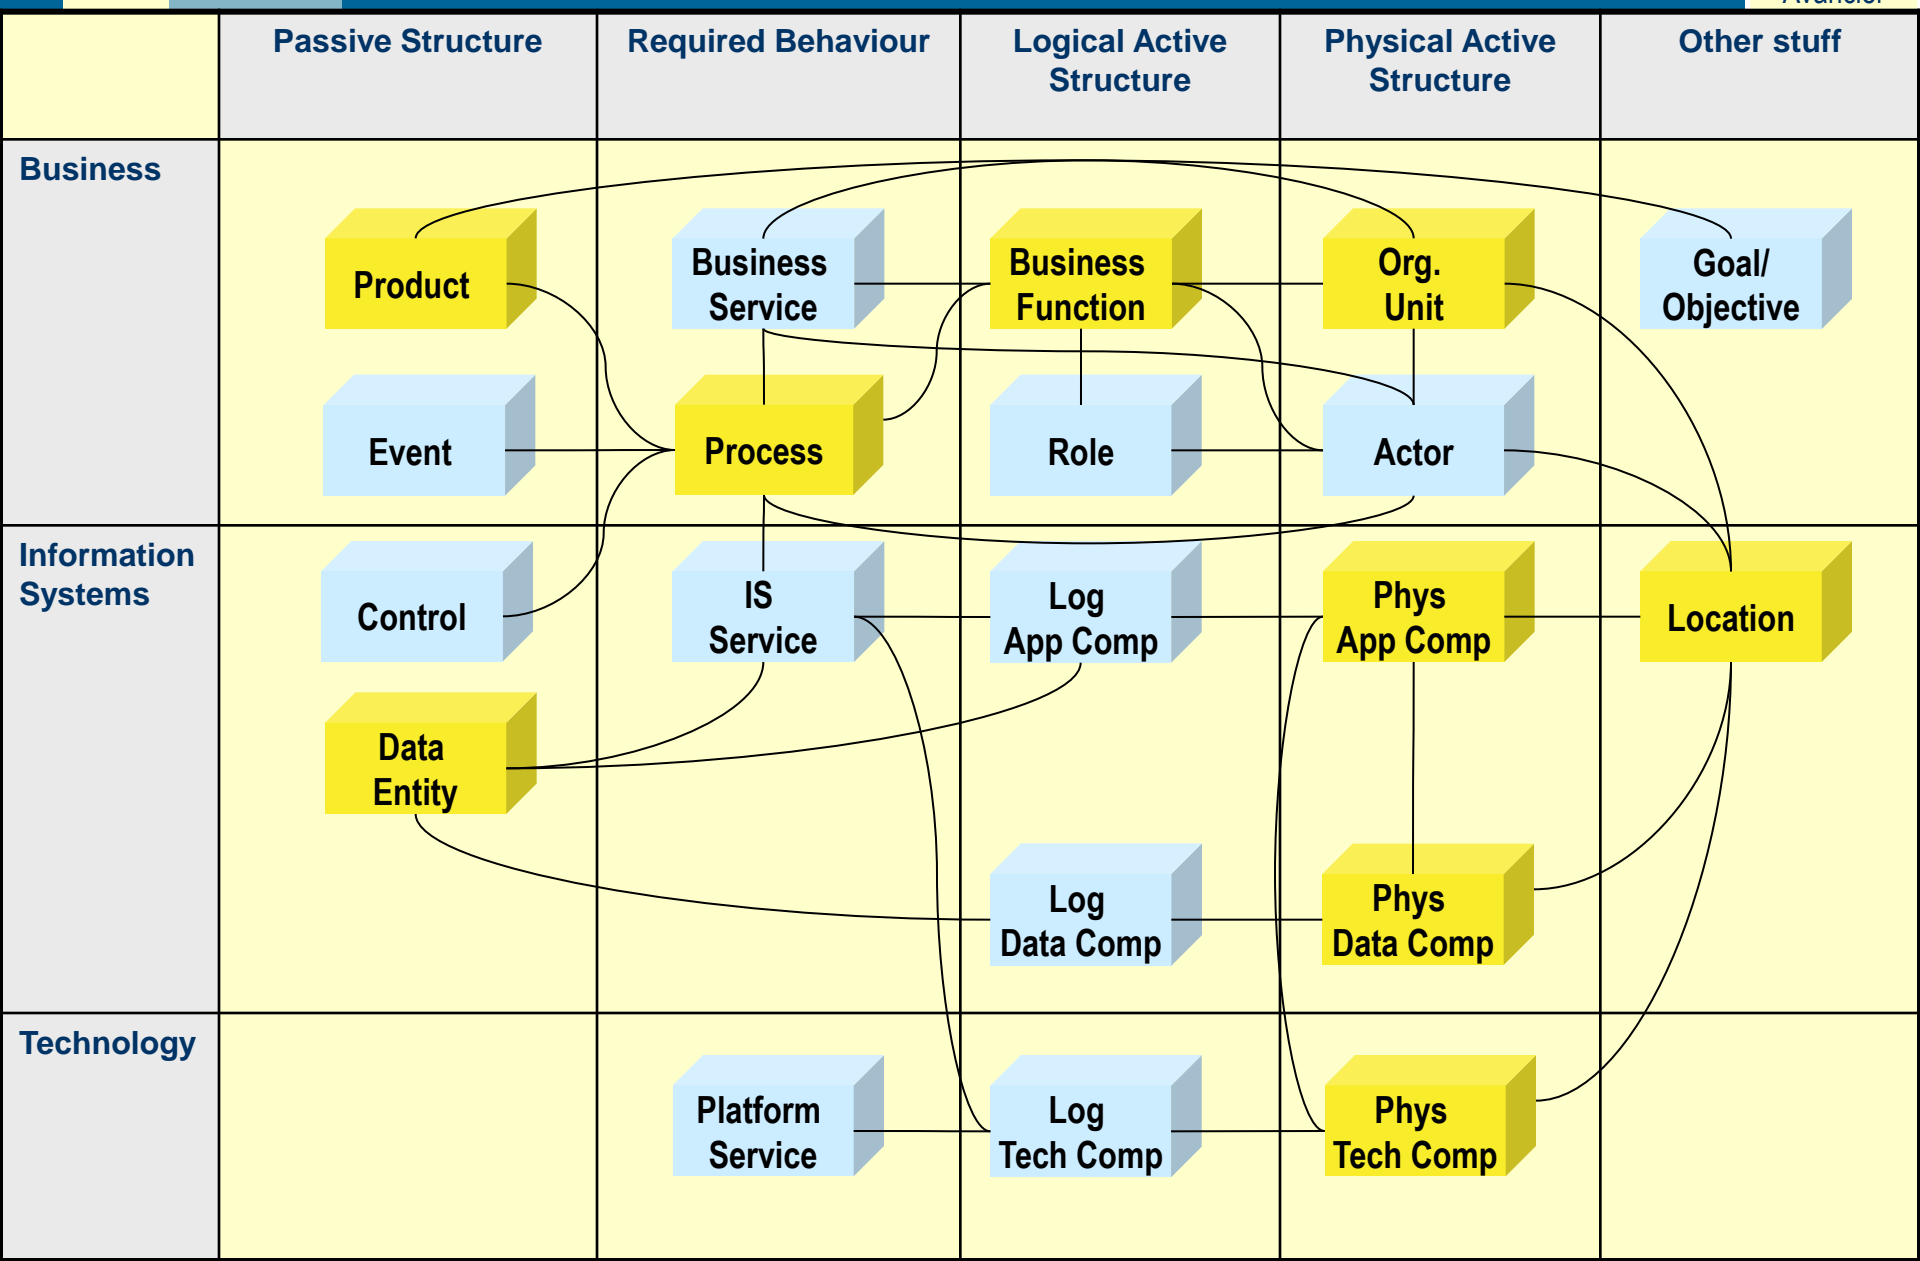 Passive Structure
Required Behaviour
Logical Active
Structure
Physical Active
Structure
Other stuff
Business
Product
Business
Service
Business
Function
Org.
Unit
Goal/
Objective
Event
Process
Role
Actor
Information
Systems
Control
IS
Service
Log
App Comp
Phys
App Comp
Location
Data
Entity
Log
Data Comp
Phys
Data Comp
Technology
Platform
Service
Log
Tech Comp
Phys
Tech Comp